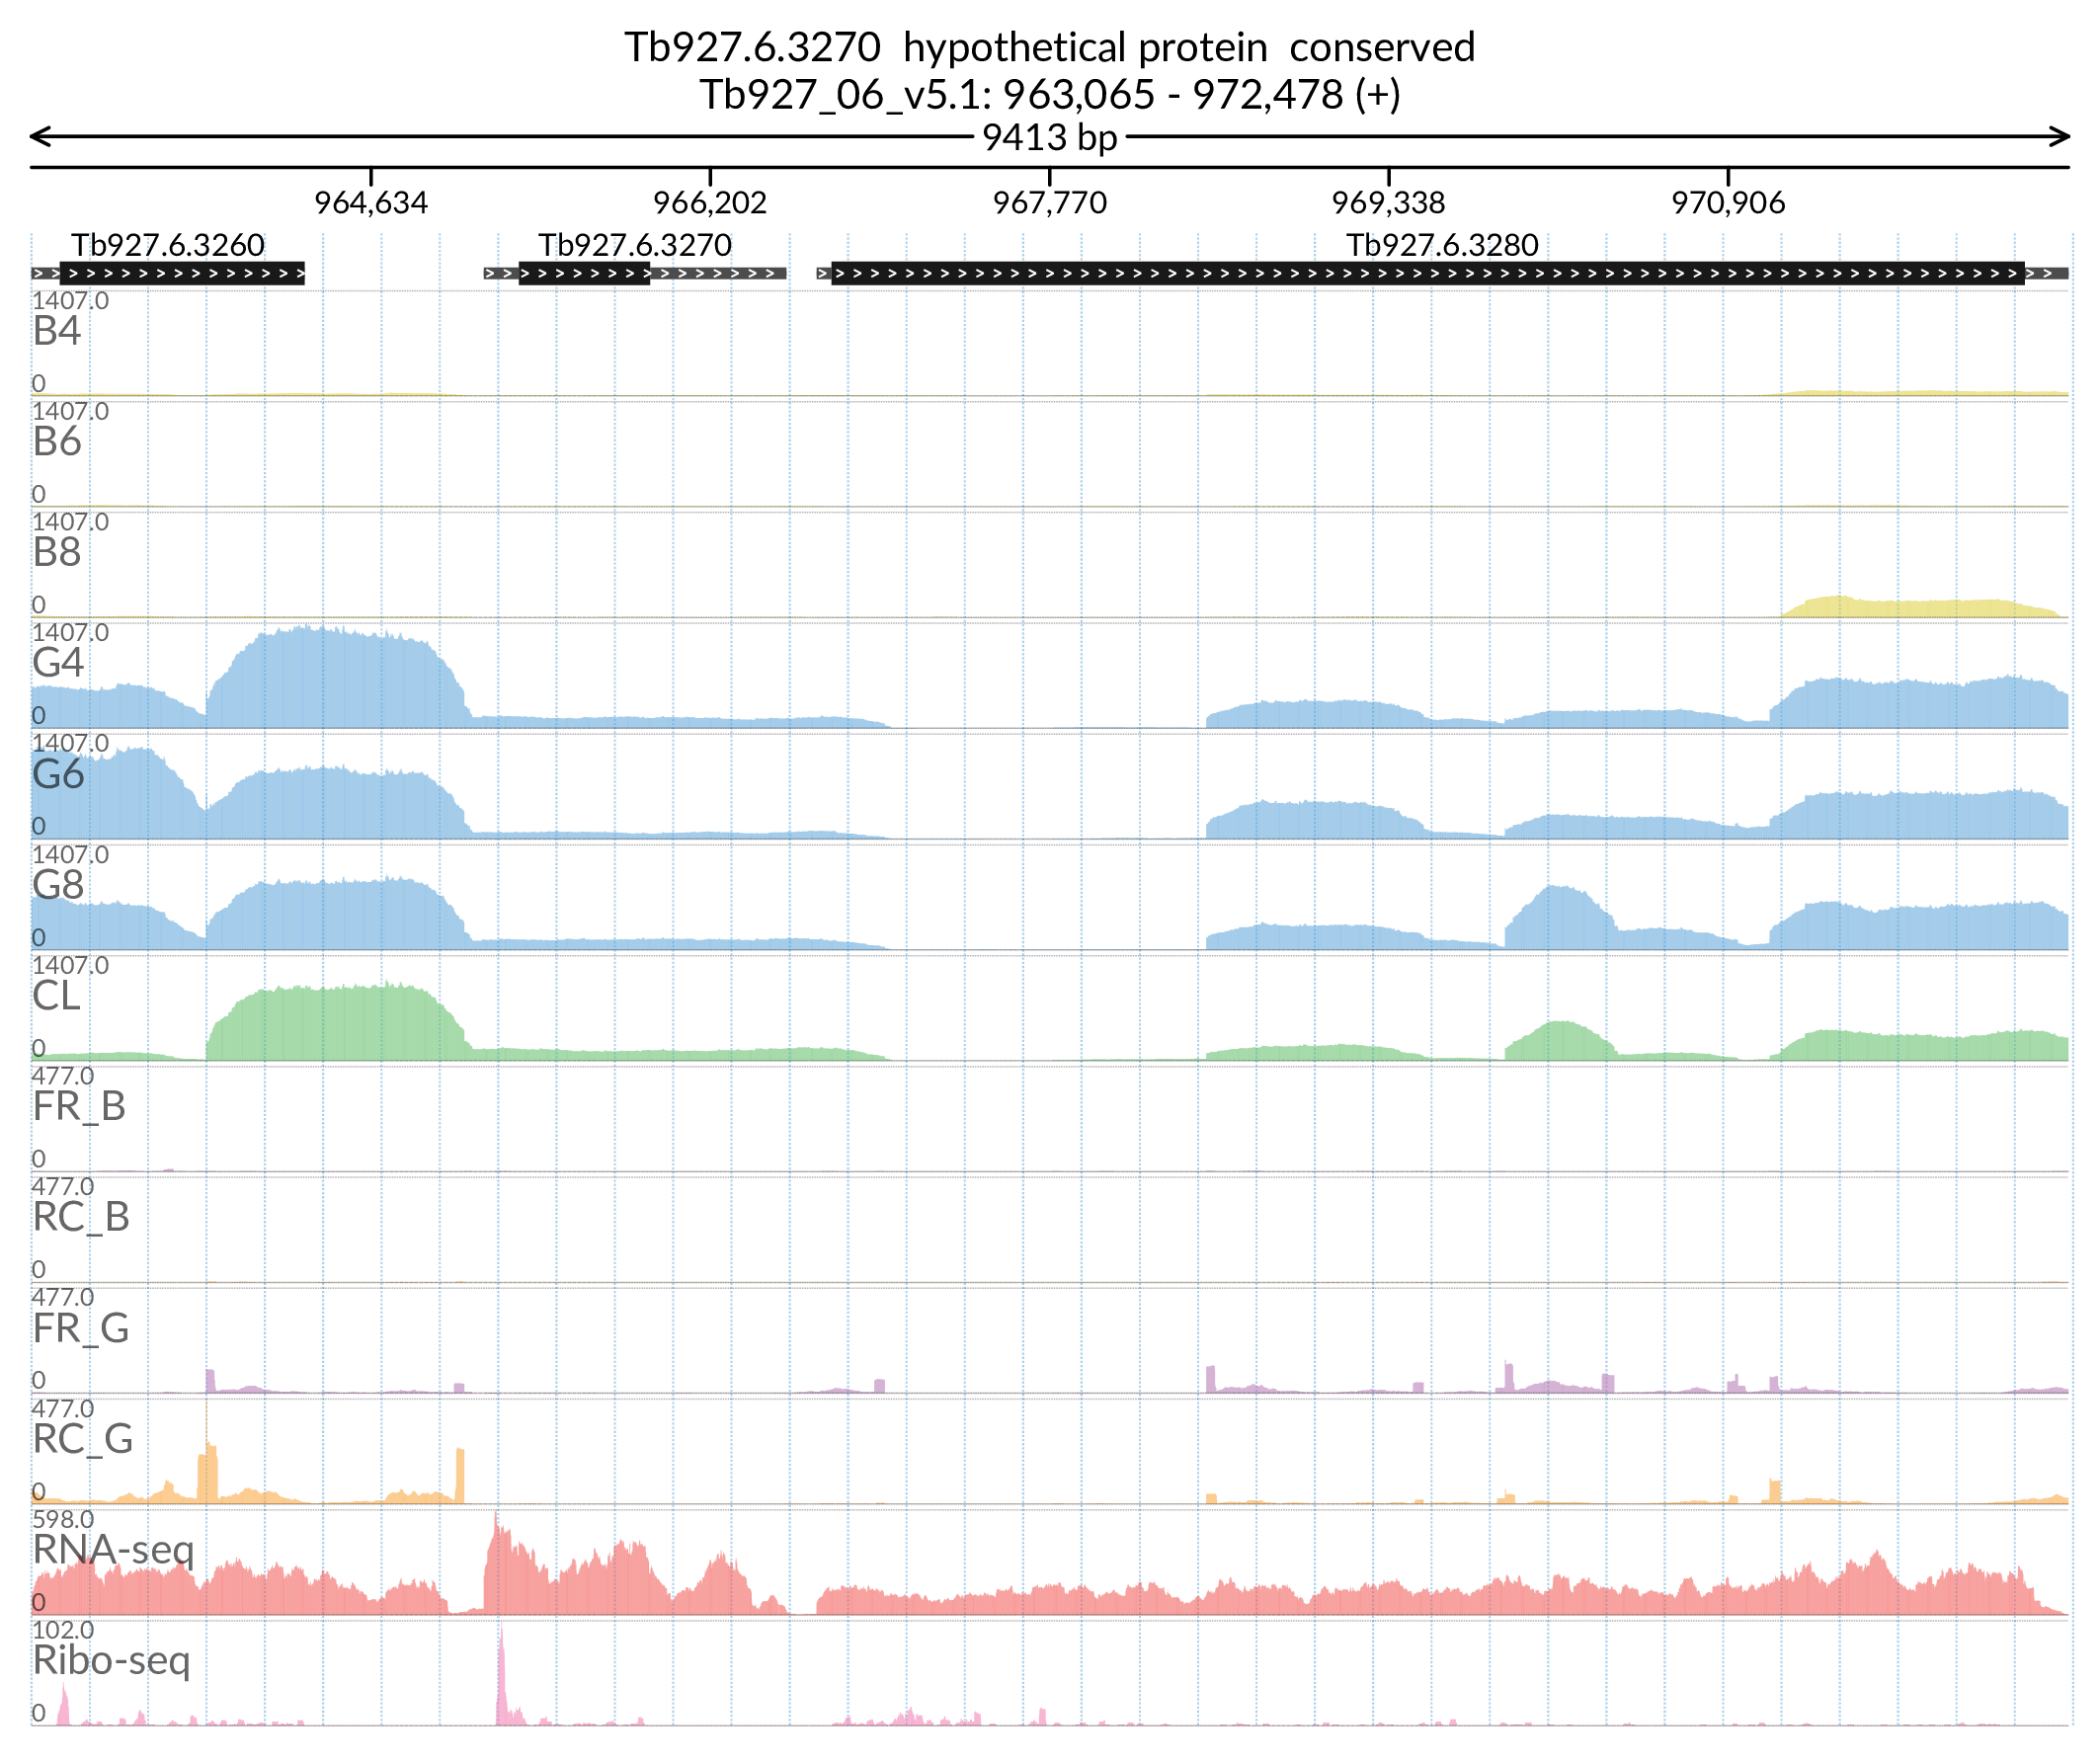 Tb927.6.3270 hypothetical protein conserved
Tb927_06_v5.1: 963,065 - 972,478 (+)
9413 bp
964,634 966,202 967,770 969,338 970,906
Tb927.6.3260 Tb927.6.3270 Tb927.6.3280
1407.0
B4
0
1407.0
B6
0
1407.0
B8
0
1407.0
G4
0
1407.0
G6
0
1407.0
G8
0
1407.0
CL
0
477.0
FR_B
0
477.0
RC_B
0
477.0
FR_G
0
477.0
RC_G
0
598.0
RNA-seq
0
102.0
Ribo-seq
0